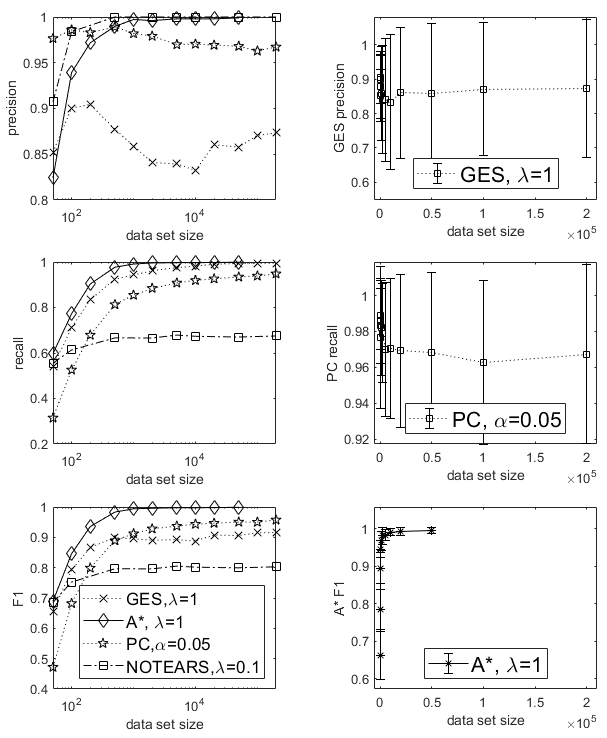 1
0.95
0.9
0.85
0.8
precision
10^2
10^4
data set size
1
0.9
0.8
0.7
0.6
GES precision
GES, λ=1
0
0.5
1
1.5
2
data set size
×10^5
1
0.8
0.6
0.4
0.2
recall
10^2
10^4
data set size
1
0.98
0.96
0.94
0.92
PC recall
PC, α=0.05
0
0.5
1
1.5
2
data set size
×10^5
1
0.9
0.8
0.7
0.6
0.5
0.4
F1
GES,λ=1
A*, λ=1
PC,α=0.05
NOTEARS,λ=0.1
10^2
10^4
data set size
1
0.9
0.8
0.7
0.6
A* F1
A*, λ=1
0
0.5
1
1.5
2
data set size
×10^5